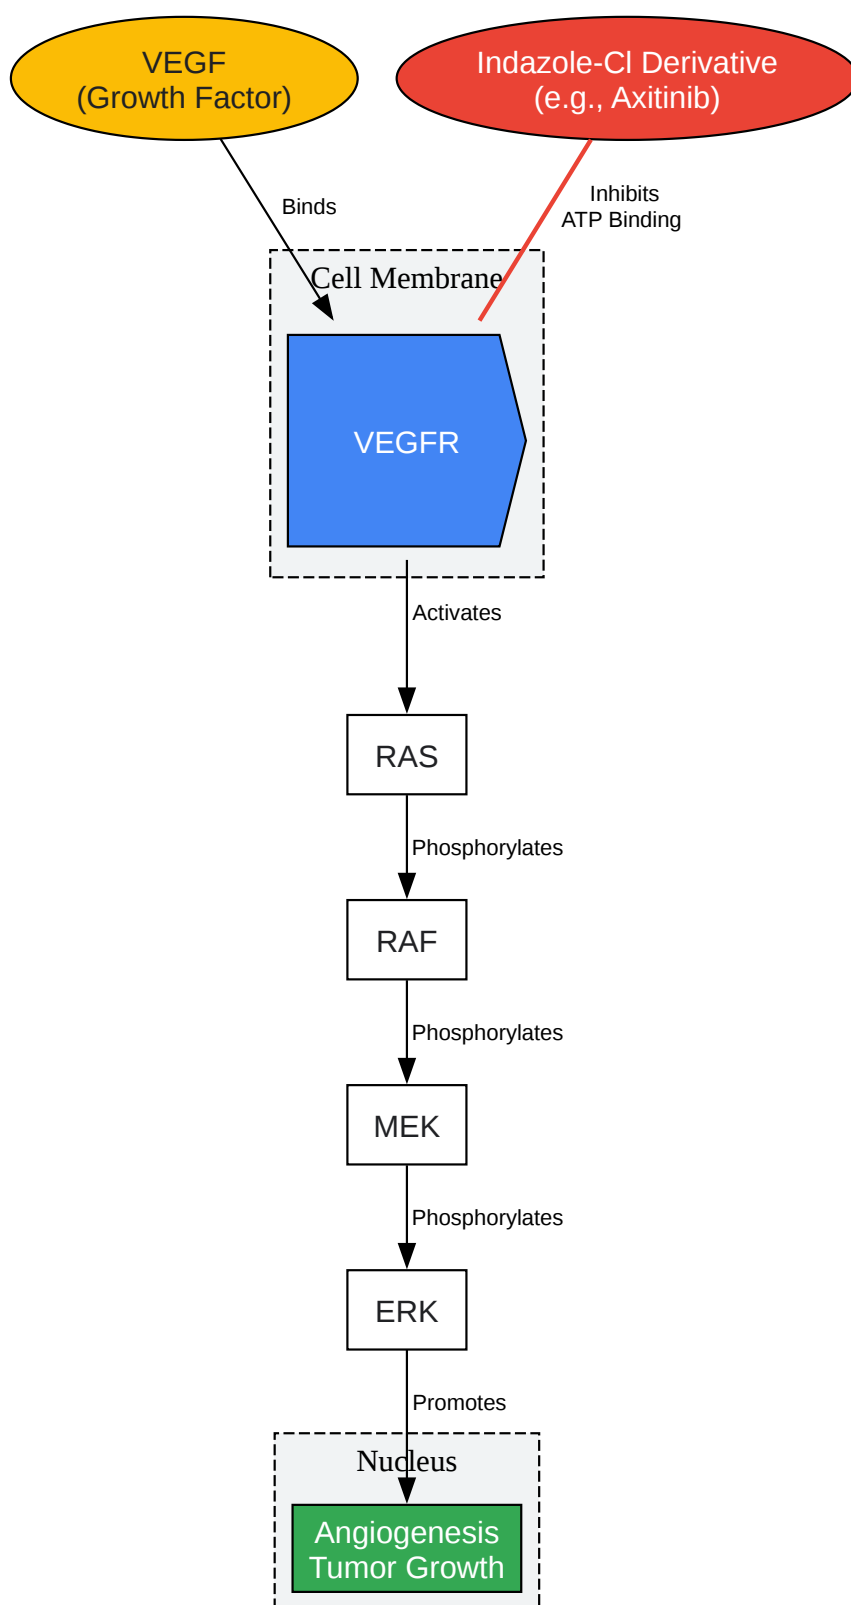 VEGF
(Growth Factor)
Indazole-Cl Derivative
(e.g., Axitinib)
Binds
Inhibits
ATP Binding
Cell Membrane
VEGFR
Activates
RAS
Phosphorylates
RAF
Phosphorylates
MEK
Phosphorylates
ERK
Promotes
Nucleus
Angiogenesis
Tumor Growth